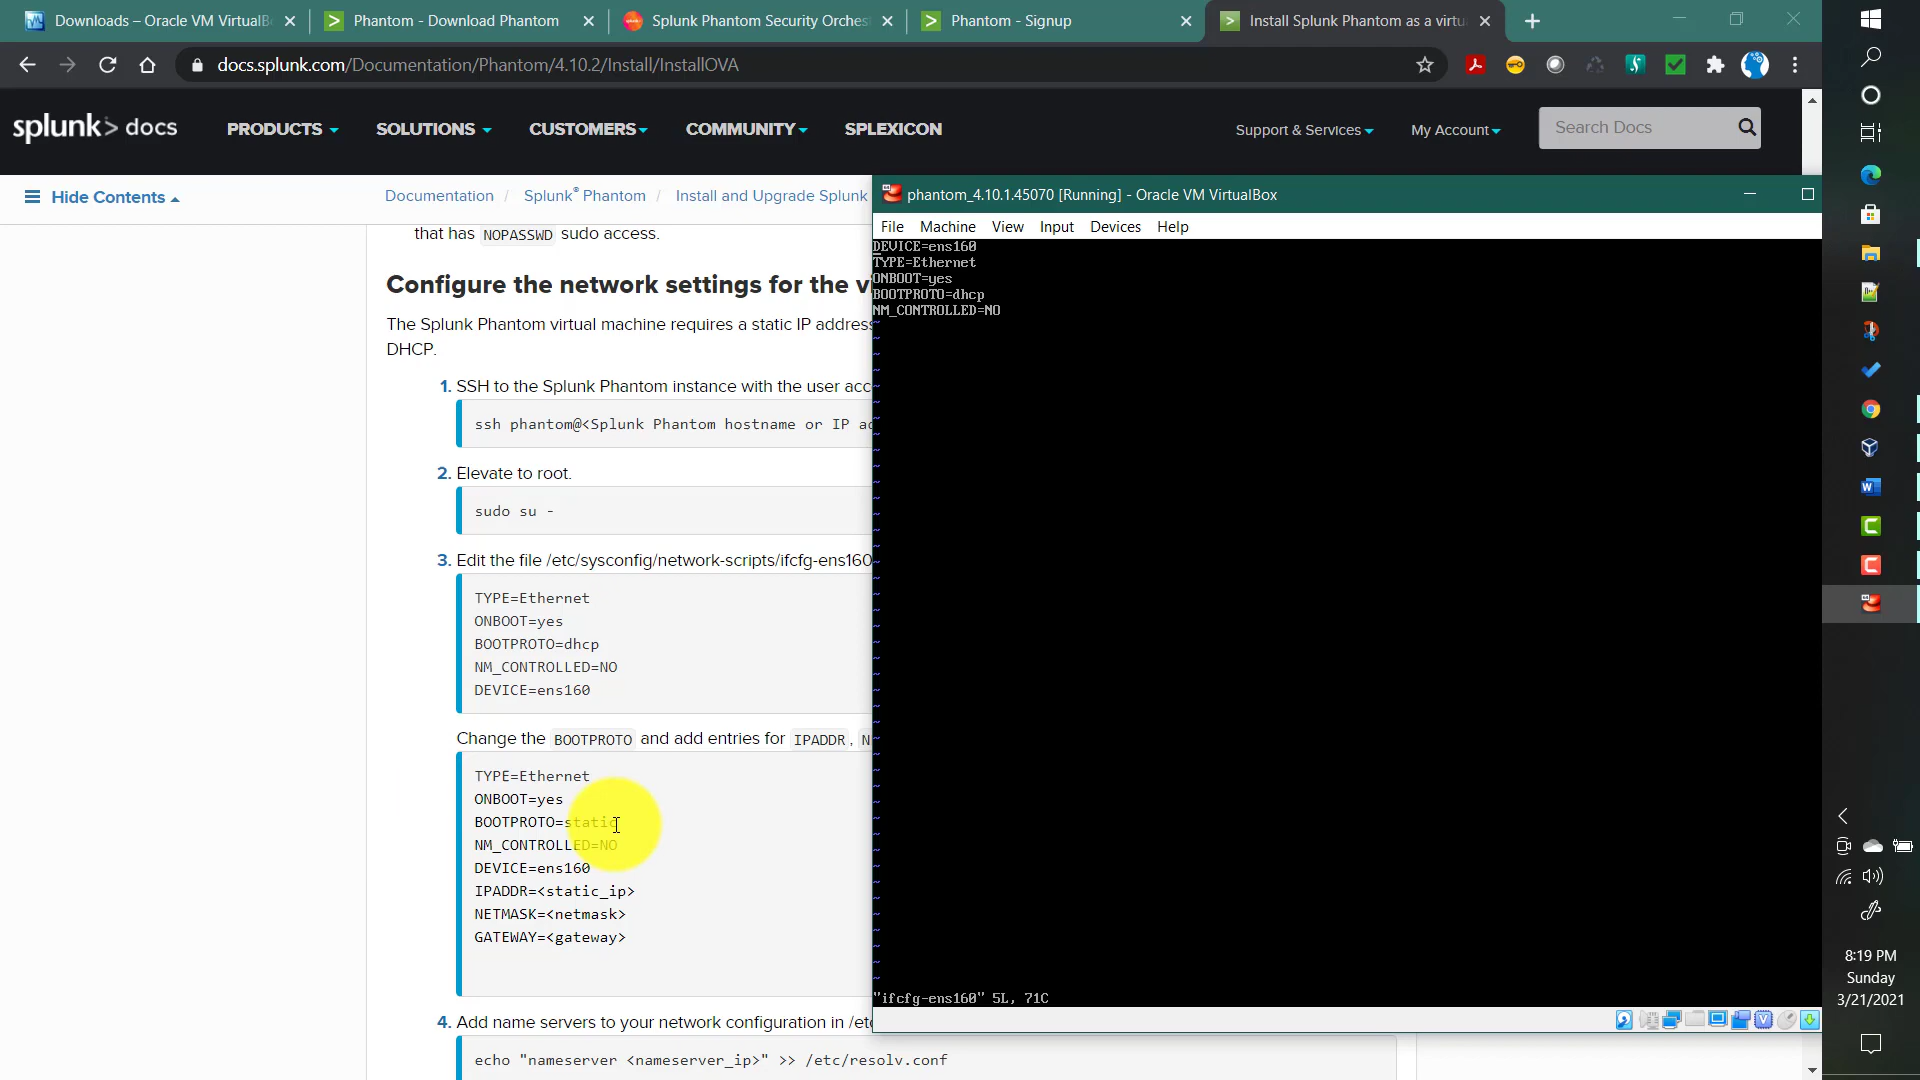 Downloads – Oracle VM VirtualB
Phantom - Download Phantom
Splunk Phantom Security Orches
Phantom - Signup
Install Splunk Phantom as a virtu
docs.splunk.com/Documentation/Phantom/4.10.2/Install/InstallOVA
splunk> docs
PRODUCTS
SOLUTIONS
CUSTOMERS
COMMUNITY
SPLEXICON
Support & Services
My Account
Search Docs
Hide Contents
Documentation / Splunk® Phantom / Install and Upgrade Splunk
that has NOPASSWD sudo access.
Configure the network settings for the v
The Splunk Phantom virtual machine requires a static IP addres
DHCP.
1. SSH to the Splunk Phantom instance with the user acc
ssh phantom@<Splunk Phantom hostname or IP ad
2. Elevate to root.
sudo su -
3. Edit the file /etc/sysconfig/network-scripts/ifcfg-ens160
TYPE=Ethernet
ONBOOT=yes
BOOTPROTO=dhcp
NM_CONTROLLED=NO
DEVICE=ens160
Change the BOOTPROTO and add entries for IPADDR, N
TYPE=Ethernet
ONBOOT=yes
BOOTPROTO=static
NM_CONTROLLED=NO
DEVICE=ens160
IPADDR=<static_ip>
NETMASK=<netmask>
GATEWAY=<gateway>
4. Add name servers to your network configuration in /etc
echo "nameserver <nameserver_ip>" >> /etc/resolv.conf
phantom_4.10.1.45070 [Running] - Oracle VM VirtualBox
File Machine View Input Devices Help
DEVICE=ens160
TYPE=Ethernet
ONBOOT=yes
BOOTPROTO=dhcp
NM_CONTROLLED=NO
"ifcfg-ens160" 5L, 71C
8:19 PM
Sunday
3/21/2021